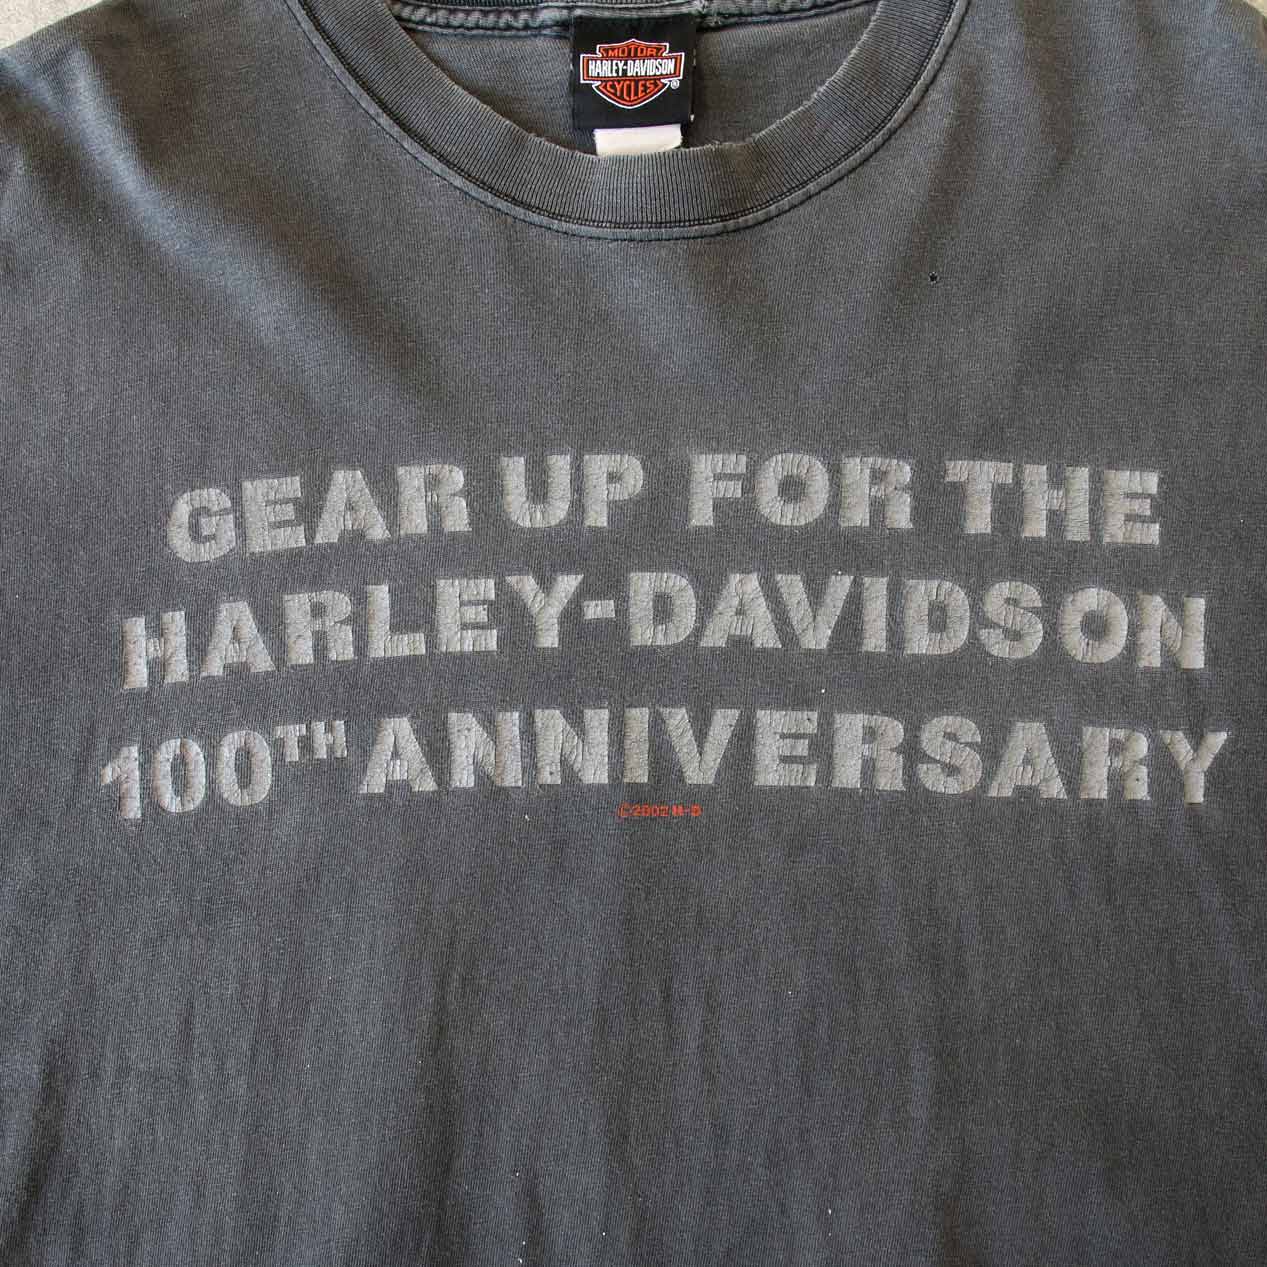 MOTOR
HARLEY-DAVIDSON
CYCLES
®
GEAR UP FOR THE
HARLEY-DAVIDSON
100TH ANNIVERSARY
©2002 H-D